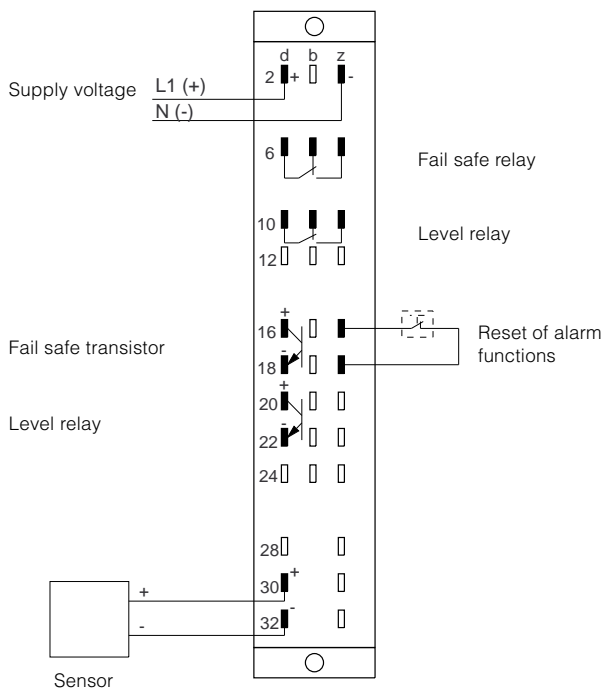 d b z
2 + -
Supply voltage L1 (+)
N (-)
6
Fail safe relay
10
Level relay
12
+
16
Reset of alarm
functions
Fail safe transistor
-
18
+
20
Level relay
-
22
24
28
+
30
+
-
32
-
Sensor